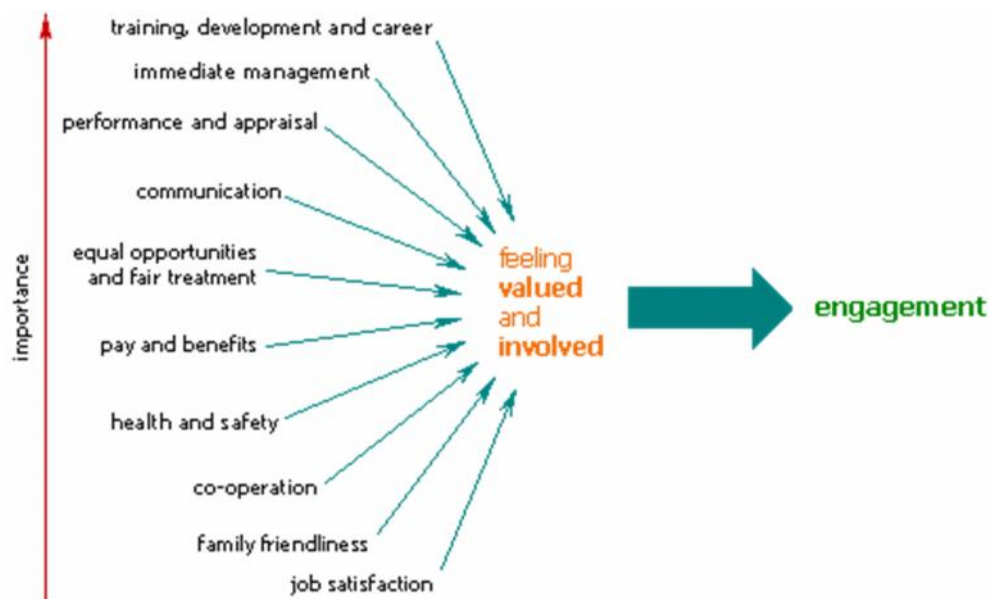 training, development and career
immediate management
performance and appraisal
communication
equal opportunities
and fair treatment
pay and benefits
health and safety
co-operation
family friendliness
job satisfaction
importance
feeling
valued
and
involved
engagement